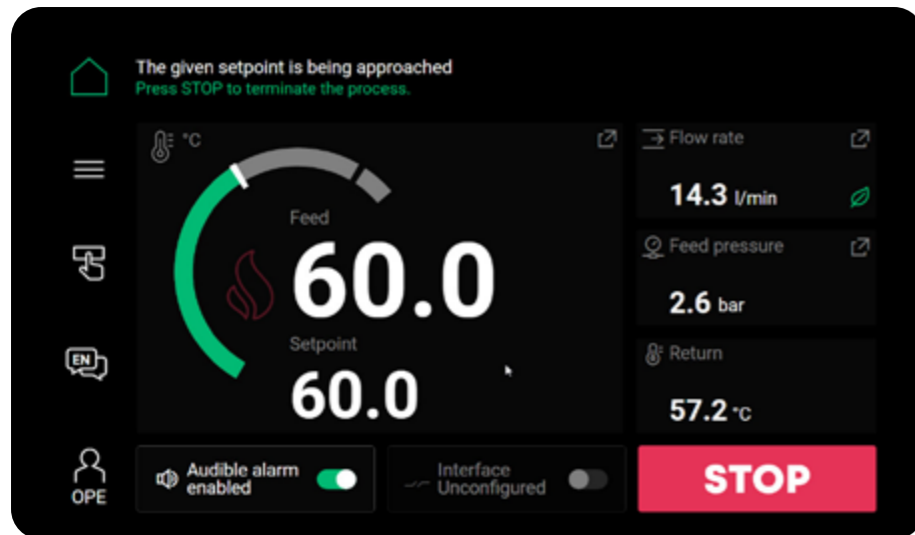 The given setpoint is being approached
Press STOP to terminate the process.
°C
Feed
60.0
Setpoint
60.0
Flow rate
14.3 l/min
Feed pressure
2.6 bar
Return
57.2 °C
EN
OPE
Audible alarm
enabled
Interface
Unconfigured
STOP